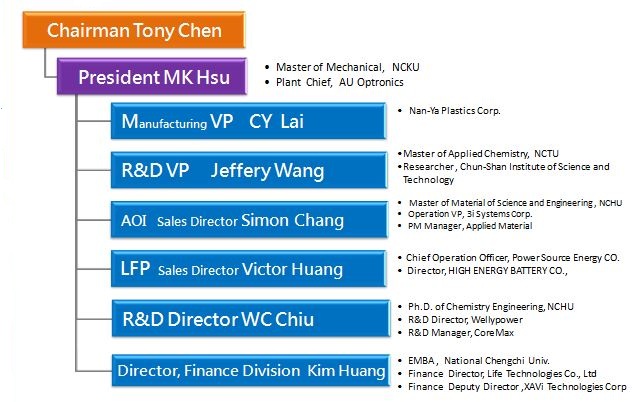 Chairman Tony Chen
President MK Hsu
• Master of Mechanical, NCKU
• Plant Chief, AU Optronics
Manufacturing VP CY Lai
• Nan-Ya Plastics Corp.
R&D VP Jeffery Wang
•Master of Applied Chemistry, NCTU
•Researcher, Chun-Shan Institute of Science and
Technology
AOI Sales Director Simon Chang
• Master of Material of Science and Engineering, NCHU
• Operation VP, 3i Systems Corp.
• PM Manager, Applied Material
LFP Sales Director Victor Huang
• Chief Operation Officer, Power Source Energy CO.
• Director, HIGH ENERGY BATTERY CO.,
R&D Director WC Chiu
• Ph.D. of Chemistry Engineering, NCHU
• R&D Director, Wellypower
• R&D Manager, CoreMax
Director, Finance Division Kim Huang
• EMBA, National Chengchi Univ.
• Finance Director, Life Technologies Co., Ltd
• Finance Deputy Director ,XAVi Technologies Corp